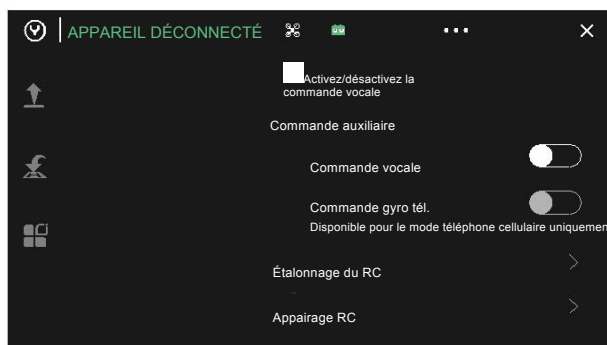 APPAREIL DÉCONNECTÉ
Activez/désactivez la
commande vocale
Commande auxiliaire
Commande vocale
Commande gyro tél.
Disponible pour le mode téléphone cellulaire uniquemen
Étalonnage du RC
Appairage RC